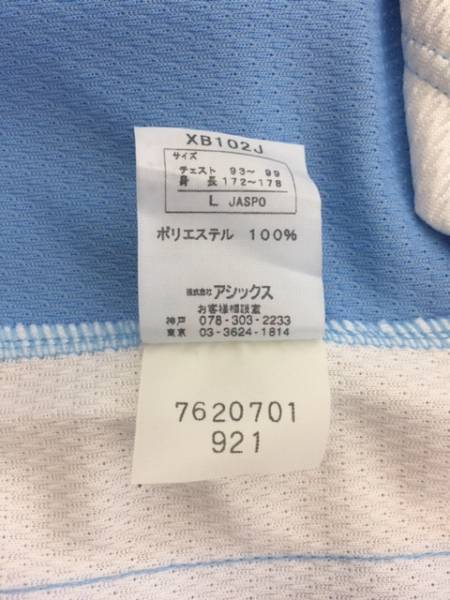 XB102J
サイズ
チェスト 93～ 99
身 長 172～178
L JASPO
ポリエステル 100%
株式会社 アシックス
お客様相談室
神戸 078-303-2233
東京 03-3624-1814
7620701
921